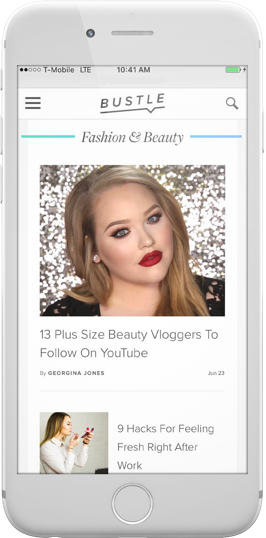 T-Mobile LTE 10:41 AM
BUSTLE
Fashion & Beauty
13 Plus Size Beauty Vloggers To
Follow On YouTube
By GEORGINA JONES Jun 23
9 Hacks For Feeling
Fresh Right After
Work